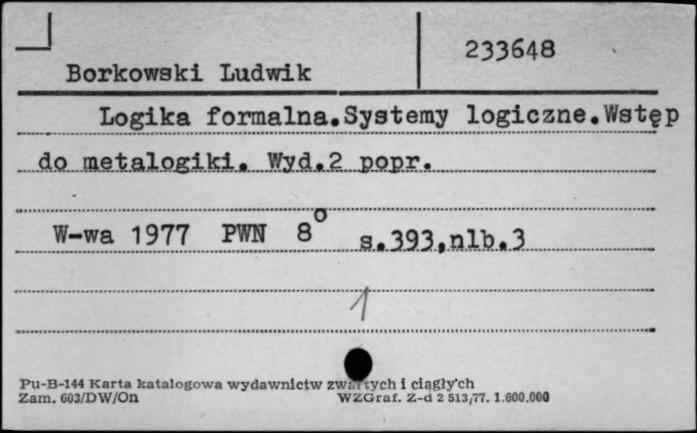 233648
Borkowski Ludwik
Logika formalna.Systemy logiczne.Wstęp
do metalogiki. Wyd.2 popr.
W-wa 1977 PWN 8° s.393,nlb.3
1
Pu-B-144 Karta katalogowa wydawnictw zwartych i ciągłych
Zam. 603/DW/On WZGraf. Z-d 2 513/77. 1.600.000